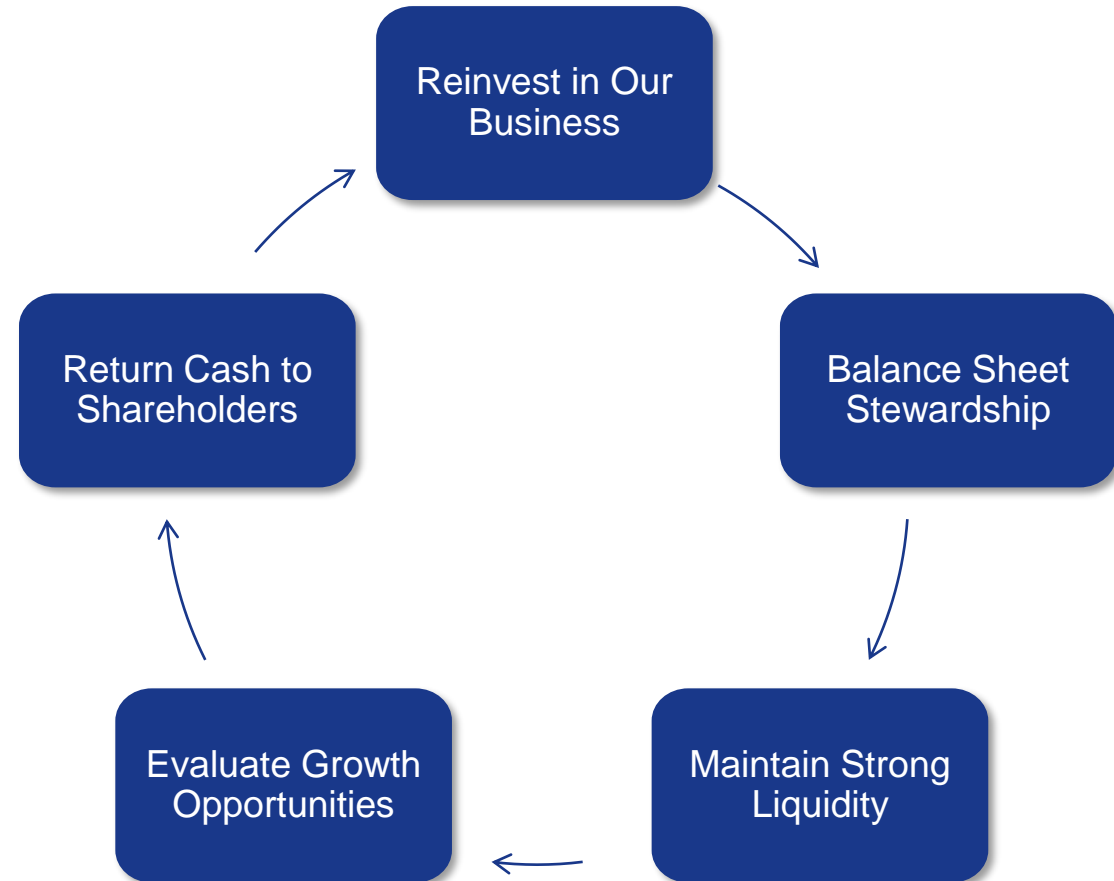 Reinvest in Our
Business
Balance Sheet
Stewardship
Maintain Strong
Liquidity
Evaluate Growth
Opportunities
Return Cash to
Shareholders